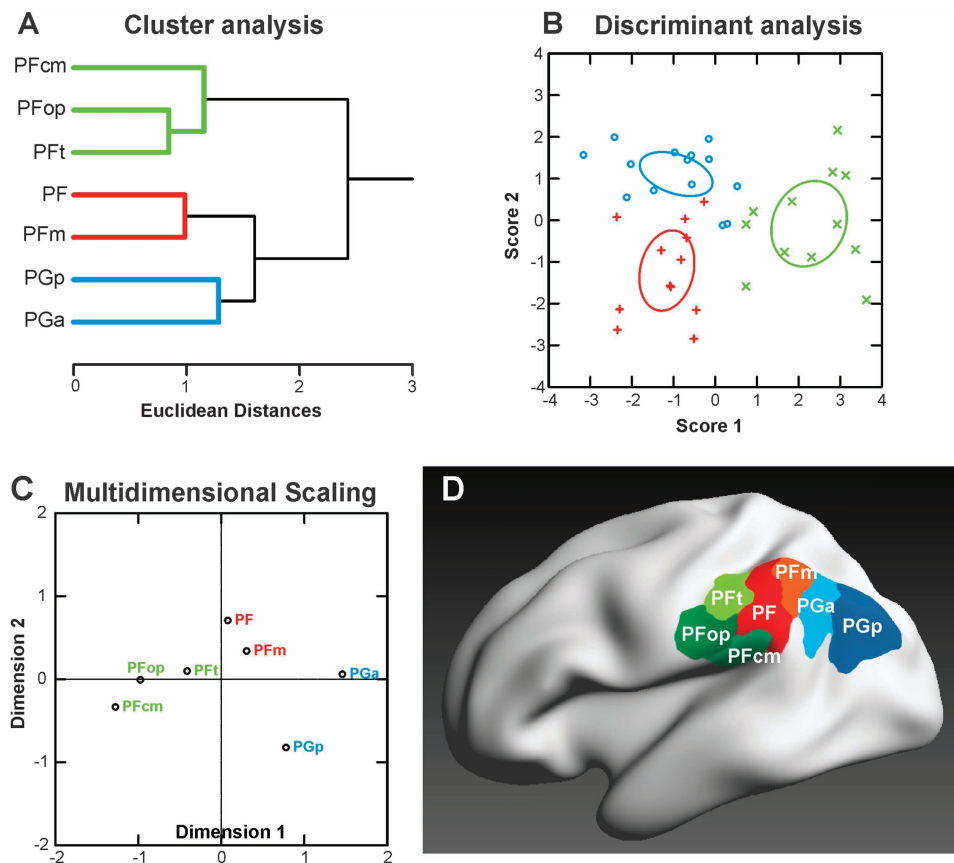 A
Cluster analysis
PFcm
PFop
PFt
PF
PFm
PGp
PGa
0 1 2 3
Euclidean Distances
B
Discriminant analysis
4
3
2
1
0
-1
-2
-3
-4
Score 2
-4 -3 -2 -1 0 1 2 3 4
Score 1
C
Multidimensional Scaling
2
1
0
-1
-2
Dimension 2
PF
PFm
PFop
PFt
PGa
PFcm
PGp
Dimension 1
-2 -1 0 1 2
D
PFm
PFt
PF
PGa
PFop
PGp
PFcm